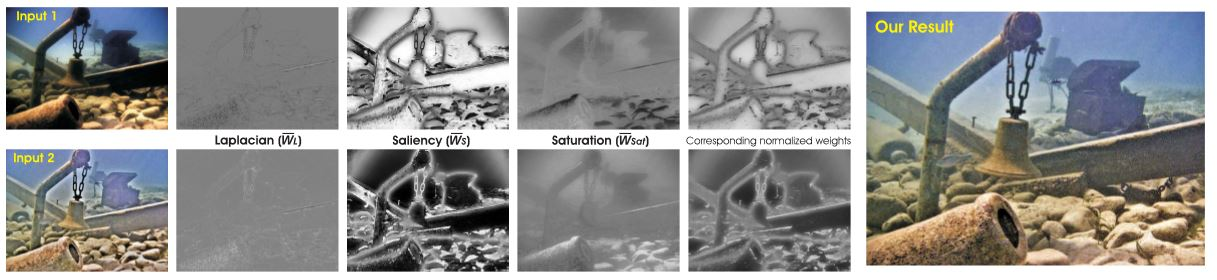 Input 1
Our Result
Laplacian (W̅L)
Saliency (W̅S)
Saturation (W̅Sat)
Corresponding normalized weights
Input 2